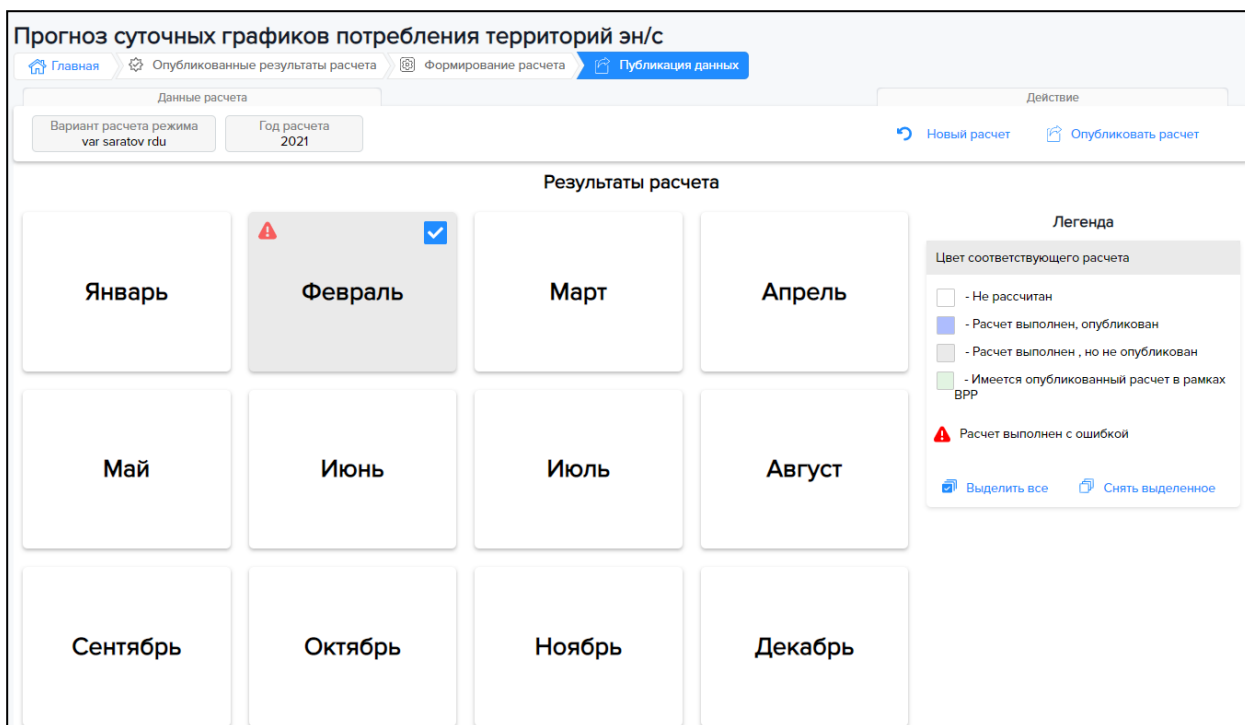 Прогноз суточных графиков потребления территорий эн/с
Главная Опубликованные результаты расчета Формирование расчета Публикация данных
Данные расчета Действие
Вариант расчета режима Год расчета
var saratov rdu 2021
Новый расчет Опубликовать расчет
Результаты расчета
Январь Февраль Март Апрель
Май Июнь Июль Август
Сентябрь Октябрь Ноябрь Декабрь
Легенда
Цвет соответствующего расчета
- Не рассчитан
- Расчет выполнен, опубликован
- Расчет выполнен , но не опубликован
- Имеется опубликованный расчет в рамках
ВРР
Расчет выполнен с ошибкой
Выделить все Снять выделенное